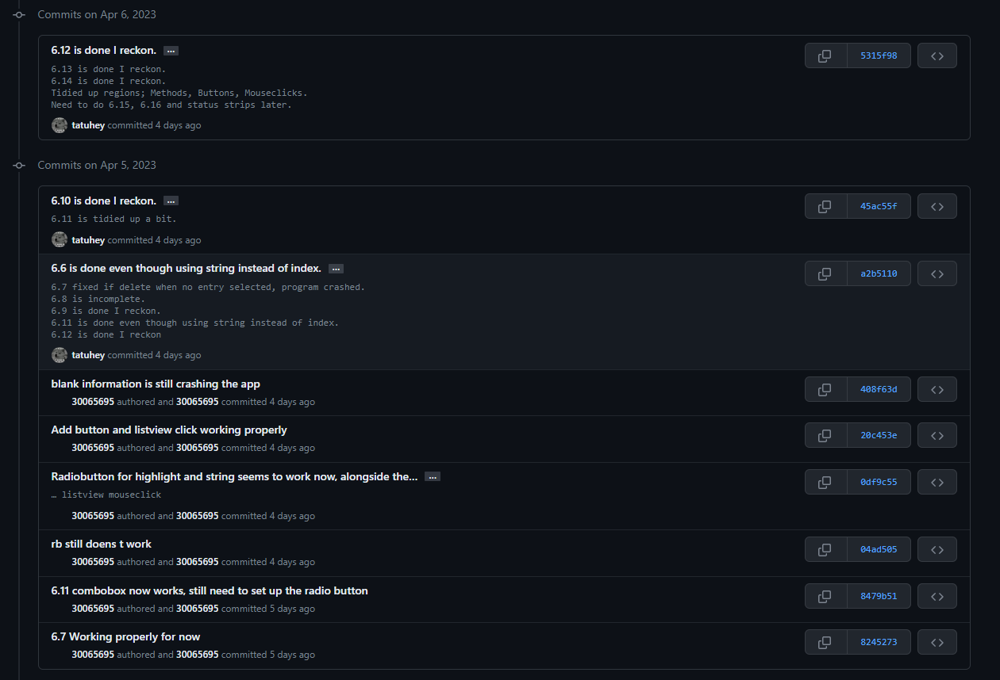 Commits on Apr 6, 2023
6.12 is done I reckon. …
5315f98
6.13 is done I reckon.
6.14 is done I reckon.
Tidied up regions; Methods, Buttons, Mouseclicks.
Need to do 6.15, 6.16 and status strips later.
tatuhey committed 4 days ago
Commits on Apr 5, 2023
6.10 is done I reckon. …
45ac55f
6.11 is tidied up a bit.
tatuhey committed 4 days ago
6.6 is done even though using string instead of index. …
a2b5110
6.7 fixed if delete when no entry selected, program crashed.
6.8 is incomplete.
6.9 is done I reckon.
6.11 is done even though using string instead of index.
6.12 is done I reckon
tatuhey committed 4 days ago
blank information is still crashing the app
408f63d
30065695 authored and 30065695 committed 4 days ago
Add button and listview click working properly
20c453e
30065695 authored and 30065695 committed 4 days ago
Radiobutton for highlight and string seems to work now, alongside the… …
0df9c55
… listview mouseclick
30065695 authored and 30065695 committed 4 days ago
rb still doens t work
04ad505
30065695 authored and 30065695 committed 4 days ago
6.11 combobox now works, still need to set up the radio button
8479b51
30065695 authored and 30065695 committed 5 days ago
6.7 Working properly for now
8245273
30065695 authored and 30065695 committed 5 days ago